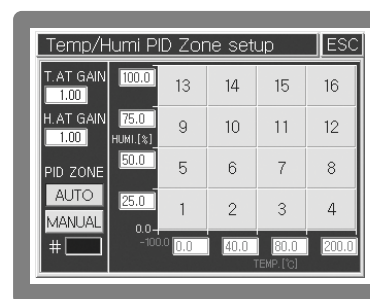 Temp/Humi PID Zone setup ESC
T.AT GAIN 100.0 13 14 15 16
1.00
H.AT GAIN 75.0 9 10 11 12
1.00 HUMI.[%]
PID ZONE 50.0 5 6 7 8
AUTO 25.0 1 2 3 4
MANUAL 0.0
# -100.0 0.0 40.0 80.0 200.0
TEMP.[℃]